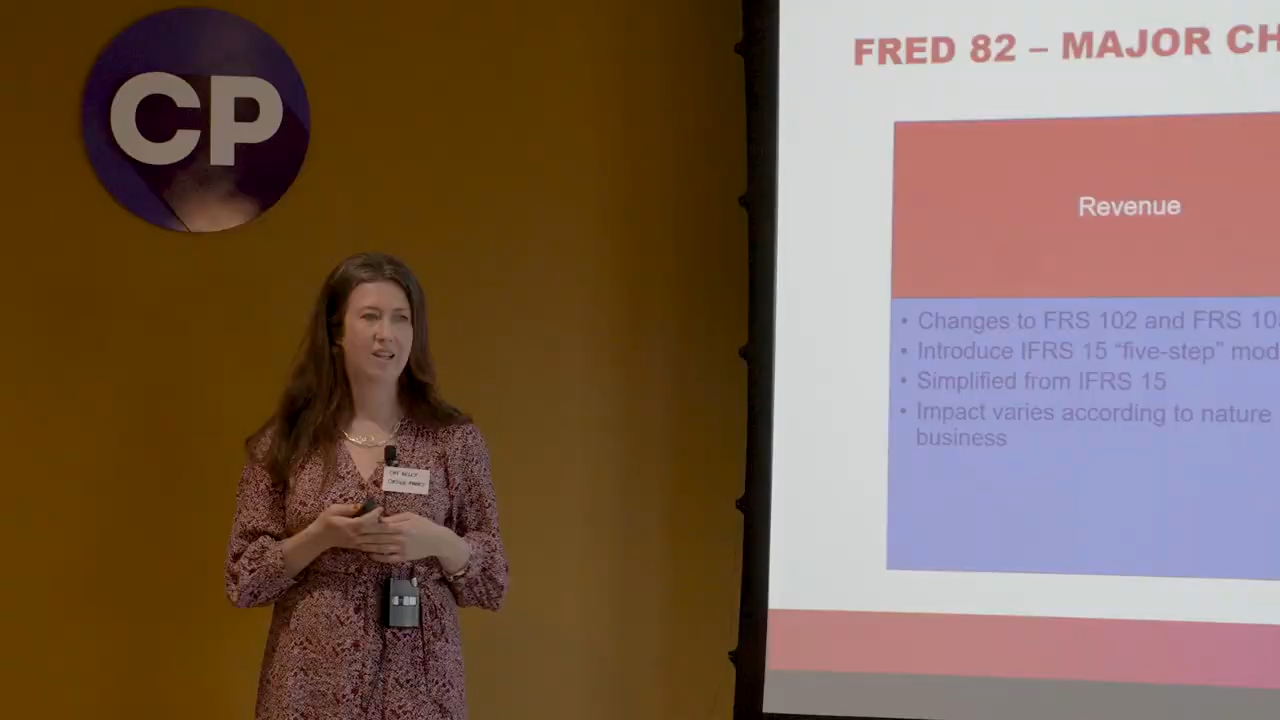 CP
FRED 82 – MAJOR CH
Revenue
• Changes to FRS 102 and FRS 10
• Introduce IFRS 15 “five-step” mod
• Simplified from IFRS 15
• Impact varies according to nature
business